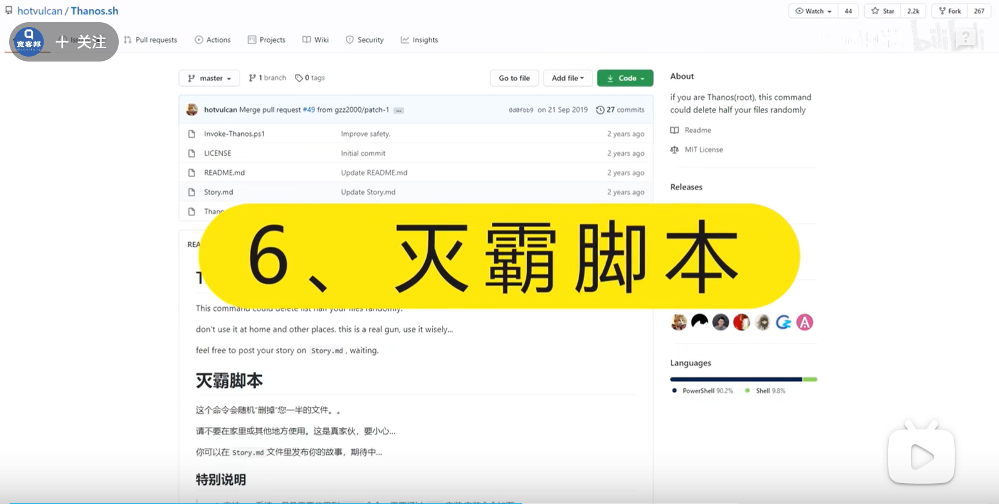 hotvulcan / Thanos.sh
Watch 44 Star 2.2k Fork 267
宽客邦
关注
Pull requests Actions Projects Wiki Security Insights
bilibili
master 1 branch 0 tags Go to file Add file Code
hotvulcan Merge pull request #49 from gzz2000/patch-1 ... 0d0fbb9 on 21 Sep 2019 27 commits
Invoke-Thanos.ps1 Improve safety. 2 years ago
LICENSE Initial commit 2 years ago
README.md Update README.md 2 years ago
Story.md Update Story.md 2 years ago
About
if you are Thanos(root), this command
could delete half your files randomly
Readme
MIT License
Releases
6、灭霸脚本
This command could delete list half your files randomly.
don't use it at home and other places. this is a real gun, use it wisely...
feel free to post your story on Story.md , waiting.
灭霸脚本
这个命令会随机"删掉"您一半的文件。。
请不要在家里或其他地方使用。这是真家伙，要小心...
你可以在 Story.md 文件里发布你的故事，期待中...
特别说明
Languages
PowerShell 90.2% Shell 9.8%